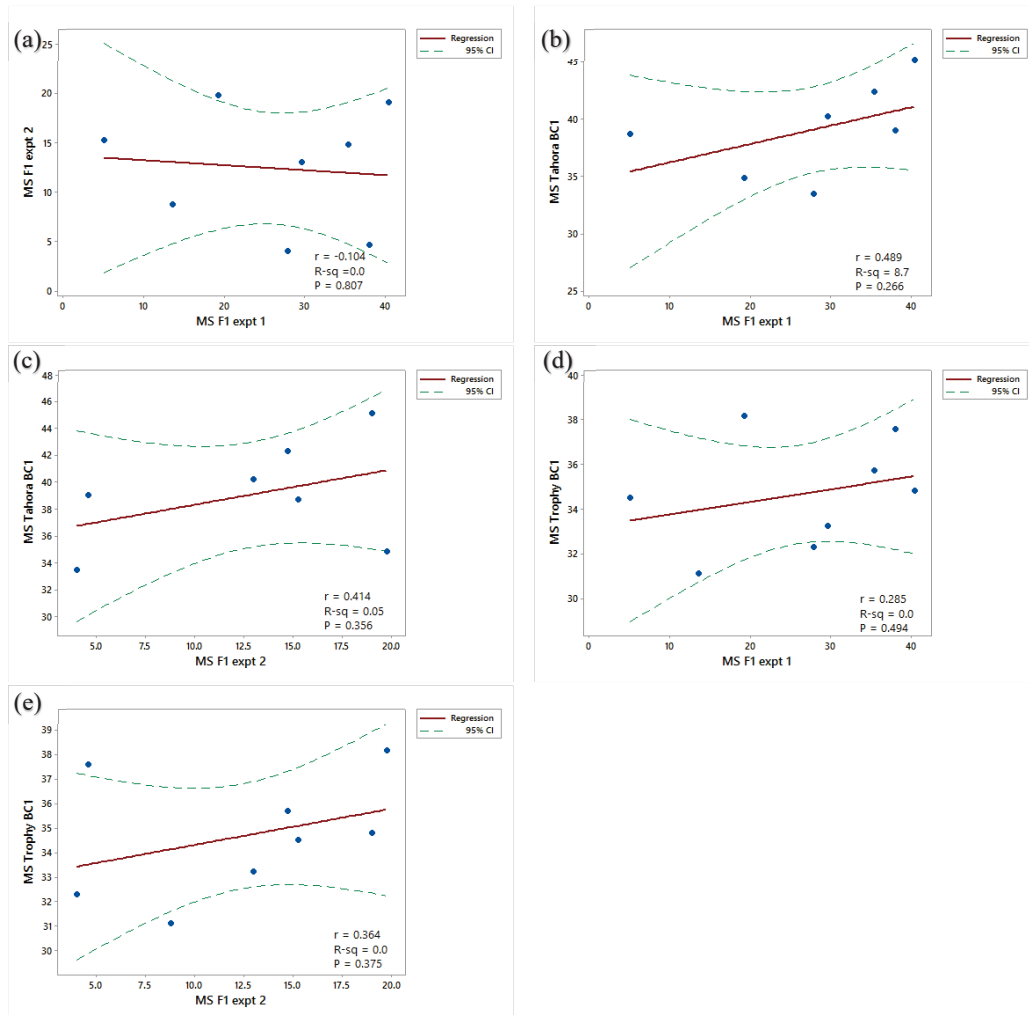 (a)
Regression
95% CI
MS F1 expt 2
25
20
15
10
5
0
r = -0.104
R-sq =0.0
P = 0.807
0 10 20 30 40
MS F1 expt 1
(b)
Regression
95% CI
MS Tahora BC1
45
40
35
30
25
r = 0.489
R-sq = 8.7
P = 0.266
0 10 20 30 40
MS F1 expt 1
(c)
Regression
95% CI
MS Tahora BC1
48
46
44
42
40
38
36
34
32
30
r = 0.414
R-sq = 0.05
P = 0.356
5.0 7.5 10.0 12.5 15.0 17.5 20.0
MS F1 expt 2
(d)
Regression
95% CI
MS Trophy BC1
40
38
36
34
32
30
r = 0.285
R-sq = 0.0
P = 0.494
0 10 20 30 40
MS F1 expt 1
(e)
Regression
95% CI
MS Trophy BC1
39
38
37
36
35
34
33
32
31
30
r = 0.364
R-sq = 0.0
P = 0.375
5.0 7.5 10.0 12.5 15.0 17.5 20.0
MS F1 expt 2